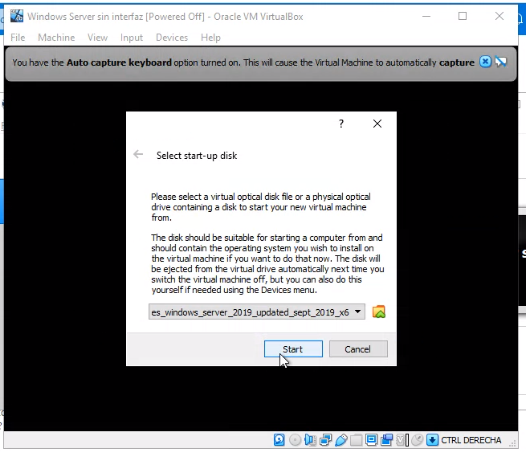 Windows Server sin interfaz [Powered Off] - Oracle VM VirtualBox
File Machine View Input Devices Help
You have the Auto capture keyboard option turned on. This will cause the Virtual Machine to automatically capture
?
Select start-up disk
Please select a virtual optical disk file or a physical optical
drive containing a disk to start your new virtual machine
from.
The disk should be suitable for starting a computer from and
should contain the operating system you wish to install on
the virtual machine if you want to do that now. The disk will
be ejected from the virtual drive automatically next time you
switch the virtual machine off, but you can also do this
yourself if needed using the Devices menu.
es_windows_server_2019_updated_sept_2019_x6
Start Cancel
CTRL DERECHA